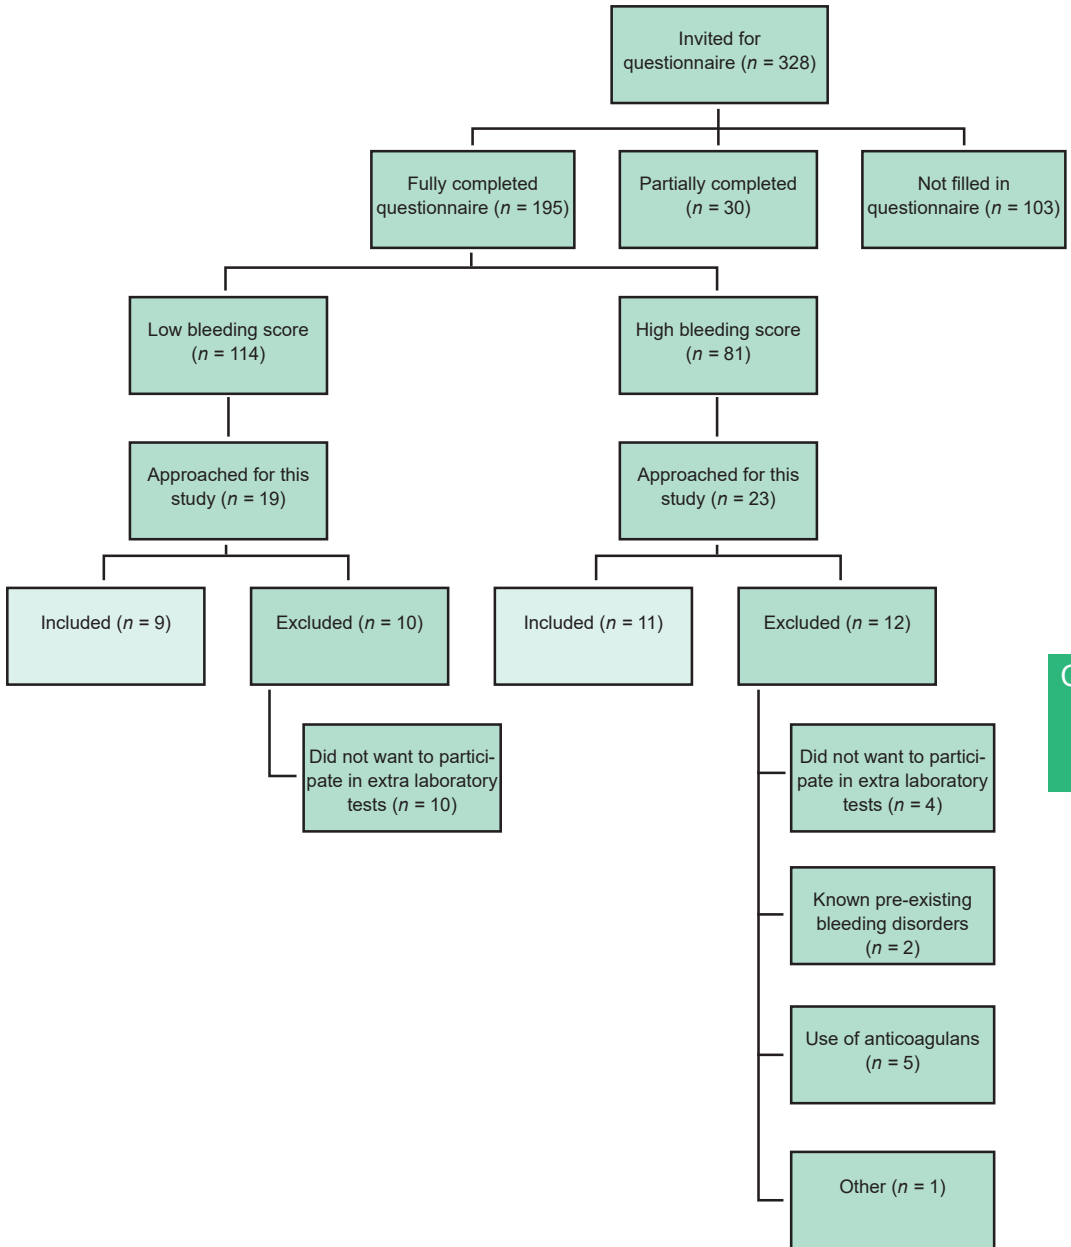 Invited for
questionnaire (n = 328)
Fully completed
questionnaire (n = 195)
Partially completed
(n = 30)
Not filled in
questionnaire (n = 103)
Low bleeding score
(n = 114)
High bleeding score
(n = 81)
Approached for this
study (n = 19)
Approached for this
study (n = 23)
Included (n = 9)
Excluded (n = 10)
Included (n = 11)
Excluded (n = 12)
Did not want to partici-
pate in extra laboratory
tests (n = 10)
Did not want to partici-
pate in extra laboratory
tests (n = 4)
Known pre-existing
bleeding disorders
(n = 2)
Use of anticoagulans
(n = 5)
Other (n = 1)